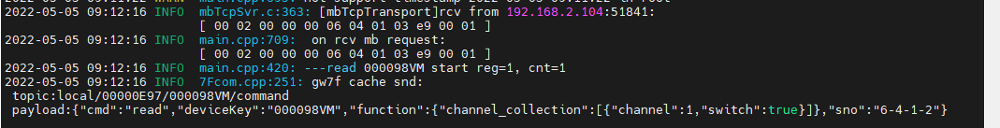 2022-05-05 09:12:16 INFO  mbTcpSvr.c:363: [mbTcpTransport]rcv from 192.168.2.104:51841:
[ 00 02 00 00 00 06 04 01 03 e9 00 01 ]
2022-05-05 09:12:16 INFO  main.cpp:709:  on rcv mb request:
[ 00 02 00 00 00 06 04 01 03 e9 00 01 ]
2022-05-05 09:12:16 INFO  main.cpp:420: ---read 000098VM start reg=1, cnt=1
2022-05-05 09:12:16 INFO  7Fcom.cpp:251: gw7f cache snd:
topic:local/00000E97/000098VM/command
payload:{"cmd":"read","deviceKey":"000098VM","function":{"channel_collection":[{"channel":1,"switch":true}]},"sno":"6-4-1-2"}